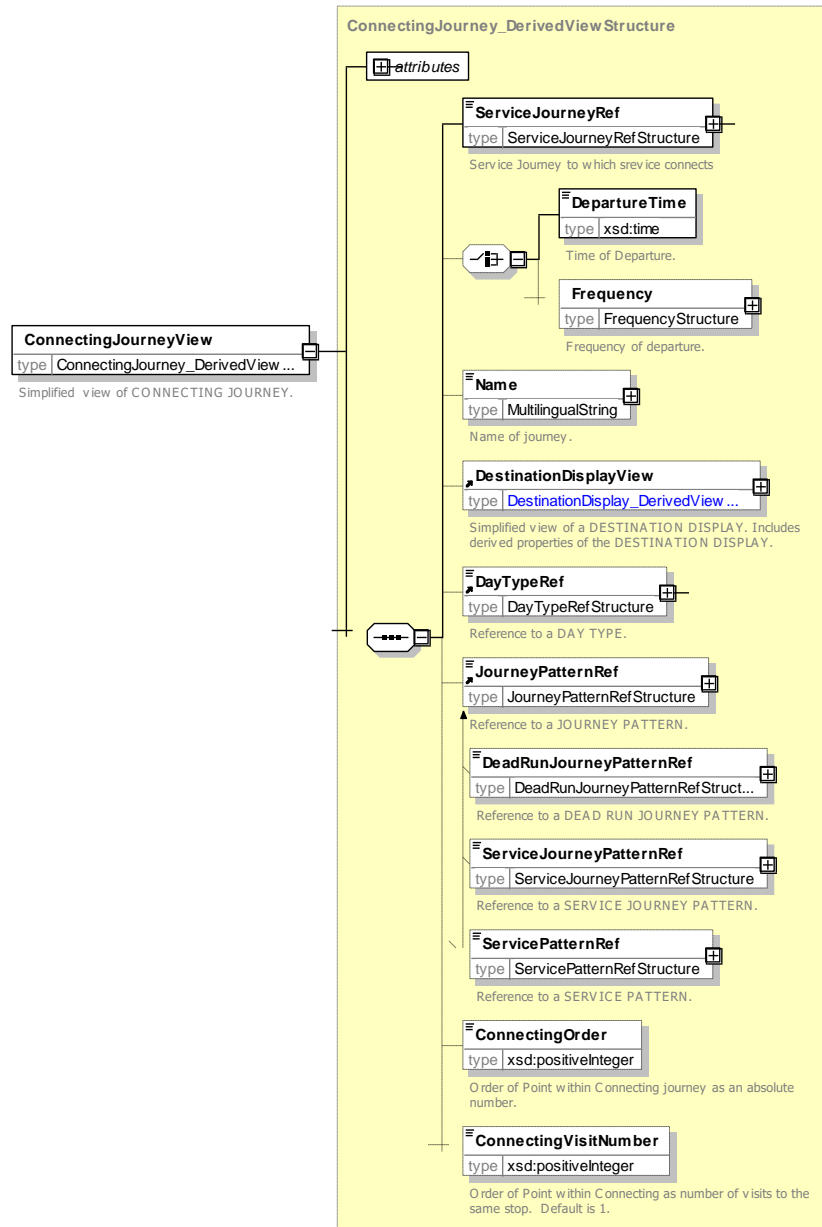 ConnectingJourney_DerivedViewStructure
attributes
ServiceJourneyRef
type ServiceJourneyRefStructure
Service Journey to which srevice connects
DepartureTime
type xsd:time
Time of Departure.
Frequency
type FrequencyStructure
Frequency of departure.
ConnectingJourneyView
type ConnectingJourney_DerivedView...
Simplified view of CONNECTING JOURNEY.
Name
type MultilingualString
Name of journey.
DestinationDisplayView
type DestinationDisplay_DerivedView...
Simplified view of a DESTINATION DISPLAY. Includes
derived properties of the DESTINATION DISPLAY.
DayTypeRef
type DayTypeRefStructure
Reference to a DAY TYPE.
JourneyPatternRef
type JourneyPatternRefStructure
Reference to a JOURNEY PATTERN.
DeadRunJourneyPatternRef
type DeadRunJourneyPatternRefStruct...
Reference to a DEAD RUN JOURNEY PATTERN.
ServiceJourneyPatternRef
type ServiceJourneyPatternRefStructure
Reference to a SERVICE JOURNEY PATTERN.
ServicePatternRef
type ServicePatternRefStructure
Reference to a SERVICE PATTERN.
ConnectingOrder
type xsd:positiveInteger
Order of Point within Connecting journey as an absolute
number.
ConnectingVisitNumber
type xsd:positiveInteger
Order of Point within Connecting as number of visits to the
same stop. Default is 1.